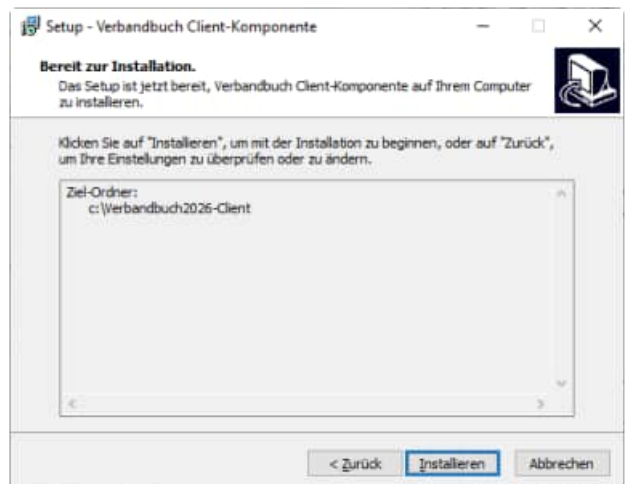 Setup - Verbandbuch Client-Komponente
Bereit zur Installation.
Das Setup ist jetzt bereit, Verbandbuch Client-Komponente auf Ihrem Computer
zu installieren.
Klicken Sie auf "Installieren", um mit der Installation zu beginnen, oder auf "Zurück",
um Ihre Einstellungen zu überprüfen oder zu ändern.
Ziel-Ordner:
c:\Verbandbuch2026-Client
< Zurück
Installieren
Abbrechen